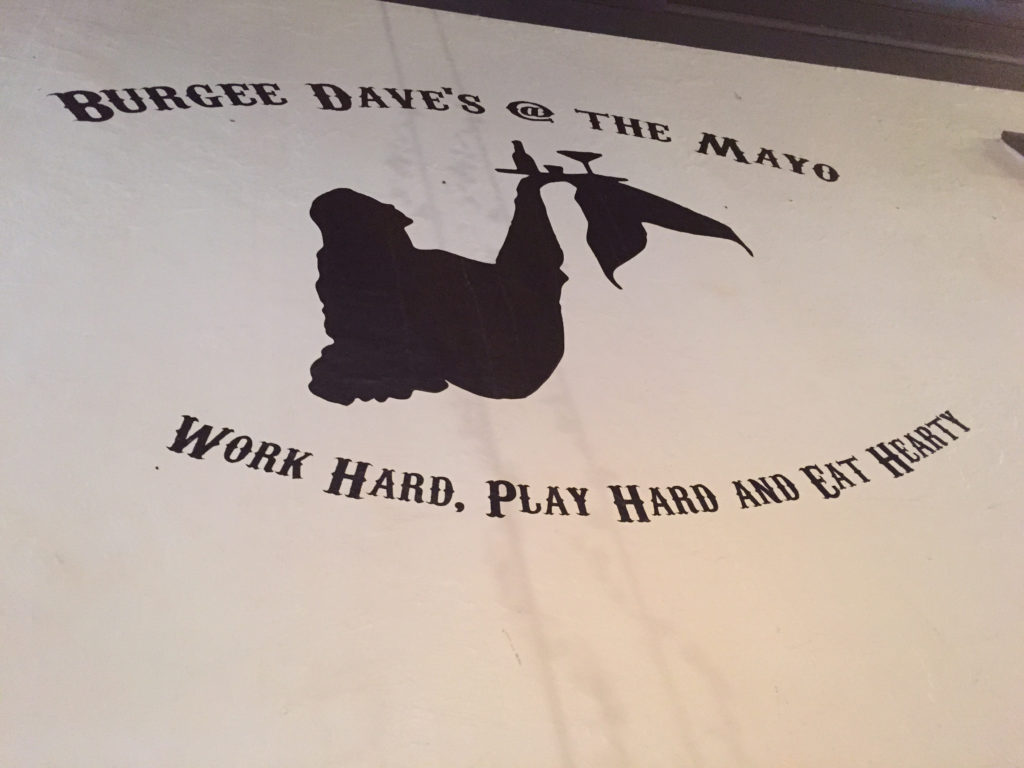 Burgee Dave's @ the Mayo
Work Hard, Play Hard and Eat Hearty